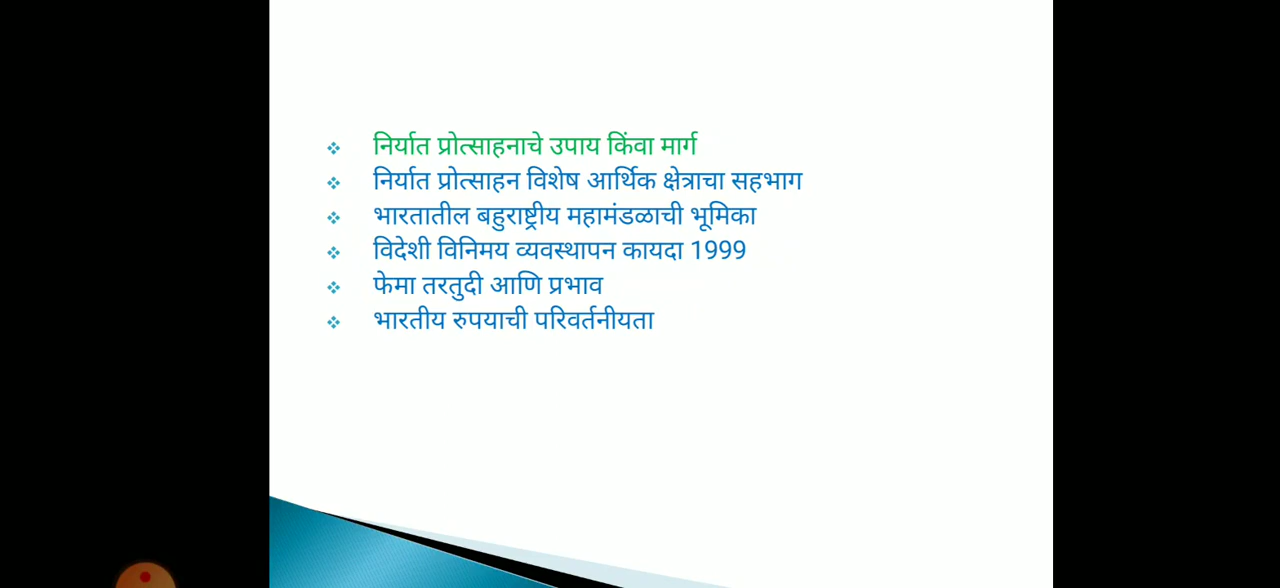 ❖ निर्यात प्रोत्साहनाचे उपाय किंवा मार्ग
❖ निर्यात प्रोत्साहन विशेष आर्थिक क्षेत्राचा सहभाग
❖ भारतातील बहुराष्ट्रीय महामंडळाची भूमिका
❖ विदेशी विनिमय व्यवस्थापन कायदा 1999
❖ फेमा तरतुदी आणि प्रभाव
❖ भारतीय रुपयाची परिवर्तनीयता